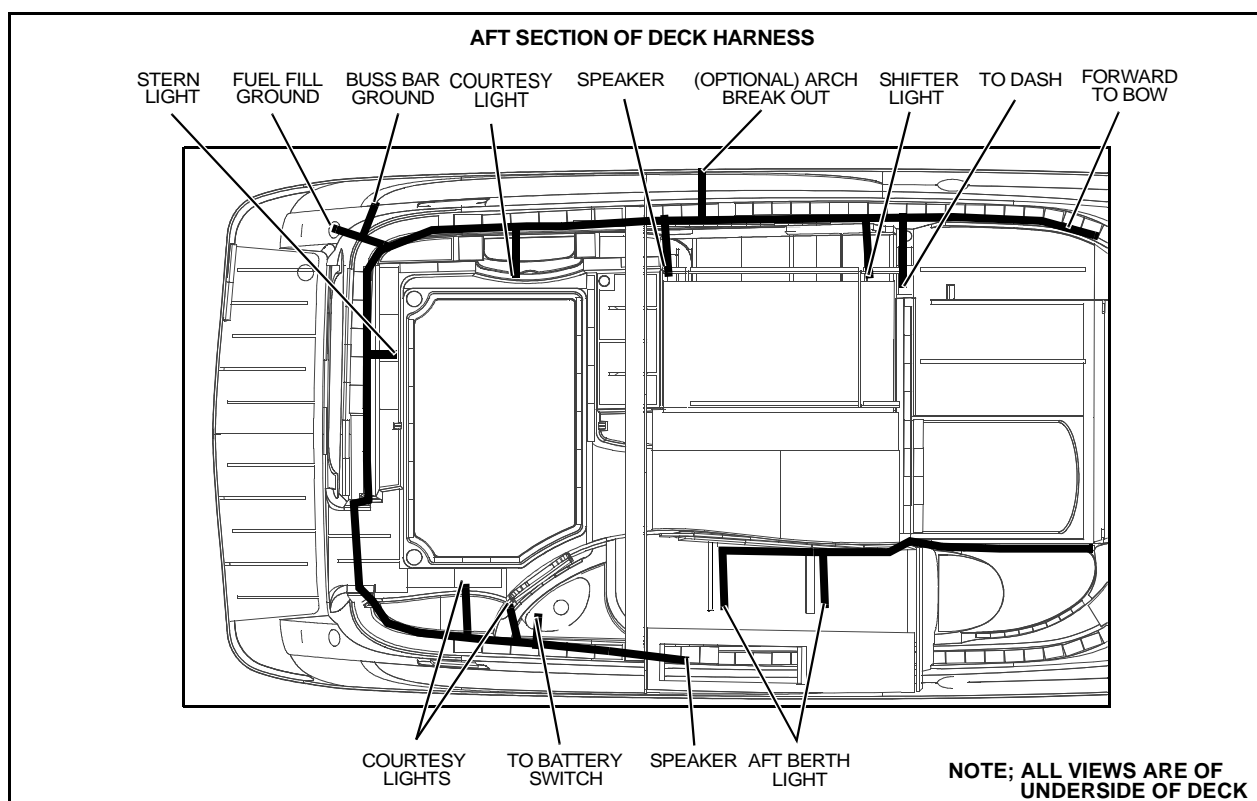 AFT SECTION OF DECK HARNESS
STERN
LIGHT
FUEL FILL
GROUND
BUSS BAR
GROUND
COURTESY
LIGHT
SPEAKER
(OPTIONAL) ARCH
BREAK OUT
SHIFTER
LIGHT
TO DASH
FORWARD
TO BOW
COURTESY
LIGHTS
TO BATTERY
SWITCH
SPEAKER
AFT BERTH
LIGHT
NOTE; ALL VIEWS ARE OF
UNDERSIDE OF DECK